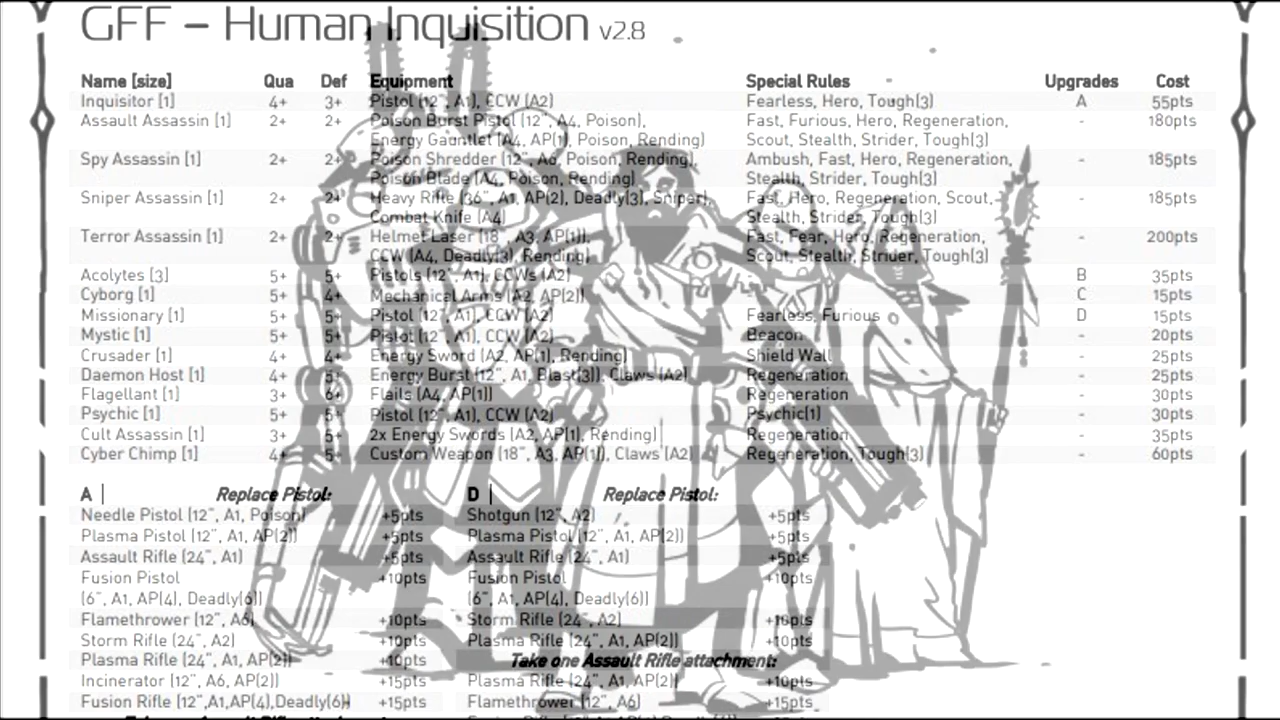 GFF – Human Inquisition v2.8
Name [size] Qua Def Equipment Special Rules Upgrades Cost
Inquisitor [1] 4+ 3+ Pistol (12", A1), CCW (A2) Fearless, Hero, Tough(3) A 55pts
Assault Assassin [1] 2+ 2+ Poison Burst Pistol (12", A4, Poison), Fast, Furious, Hero, Regeneration, - 180pts
Energy Gauntlet (A4, AP(1), Poison, Rending) Scout, Stealth, Strider, Tough(3)
Spy Assassin [1] 2+ 2+ Poison Shredder (12", A6, Poison, Rending), Ambush, Fast, Hero, Regeneration, - 185pts
Poison Blade (A4, Poison, Rending) Stealth, Strider, Tough(3)
Sniper Assassin [1] 2+ 2+ Heavy Rifle (36", A1, AP(2), Deadly(3), Sniper), Fast, Hero, Regeneration, Scout, - 185pts
Combat Knife (A4) Stealth, Strider, Tough(3)
Terror Assassin [1] 2+ 2+ Helmet Laser (18", A3, AP(1)), Fast, Fear, Hero, Regeneration, - 200pts
CCW (A4, Deadly(3), Rending) Scout, Stealth, Strider, Tough(3)
Acolytes [3] 5+ 5+ Pistols (12", A1), CCWs (A2) B 35pts
Cyborg [1] 5+ 4+ Mechanical Arms (A2, AP(2)) C 15pts
Missionary [1] 5+ 5+ Pistol (12", A1), CCW (A2) Fearless, Furious D 15pts
Mystic [1] 5+ 5+ Pistol (12", A1), CCW (A2) Beacon - 20pts
Crusader [1] 4+ 4+ Energy Sword (A2, AP(1), Rending) Shield Wall - 25pts
Daemon Host [1] 4+ 5+ Energy Burst (12", A1, Blast(3)), Claws (A2) Regeneration - 25pts
Flagellant [1] 3+ 6+ Flails (A4, AP(1)) Regeneration - 30pts
Psychic [1] 5+ 5+ Pistol (12", A1), CCW (A2) Psychic(1) - 30pts
Cult Assassin [1] 3+ 5+ 2x Energy Swords (A2, AP(1), Rending) Regeneration - 35pts
Cyber Chimp [1] 4+ 5+ Custom Weapon (18", A3, AP(1)), Claws (A2) Regeneration, Tough(3) - 60pts
A | Replace Pistol:
Needle Pistol (12", A1, Poison) +5pts
Plasma Pistol (12", A1, AP(2)) +5pts
Assault Rifle (24", A1) +5pts
Fusion Pistol +10pts
(6", A1, AP(4), Deadly(6))
Flamethrower (12", A6) +10pts
Storm Rifle (24", A2) +10pts
Plasma Rifle (24", A1, AP(2)) +10pts
Incinerator (12", A6, AP(2)) +15pts
Fusion Rifle (12",A1,AP(4),Deadly(6)) +15pts
D | Replace Pistol:
Shotgun (12", A2) +5pts
Plasma Pistol (12", A1, AP(2)) +5pts
Assault Rifle (24", A1) +5pts
Fusion Pistol +10pts
(6", A1, AP(4), Deadly(6))
Storm Rifle (24", A2) +10pts
Plasma Rifle (24", A1, AP(2)) +10pts
Take one Assault Rifle attachment:
Plasma Rifle (24", A1, AP(2)) +10pts
Flamethrower (12", A6) +15pts